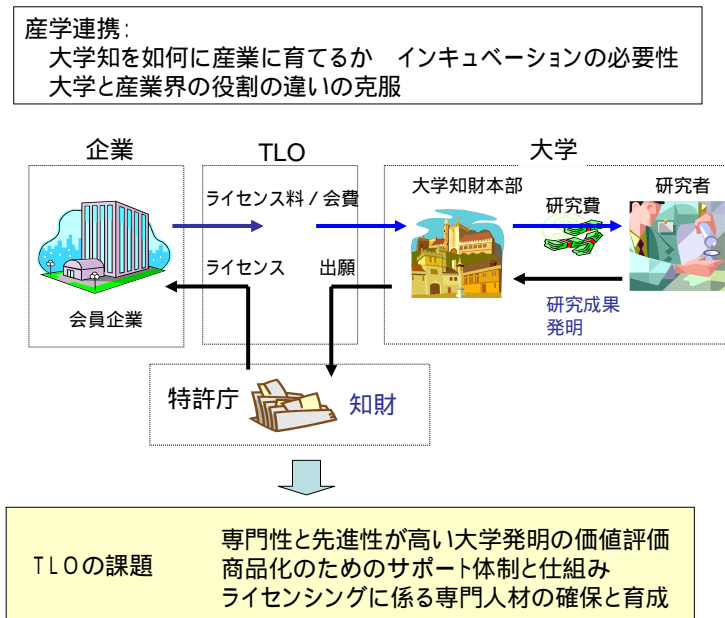 産学連携:
大学知を如何に産業に育てるか　インキュベーションの必要性
大学と産業界の役割の違いの克服
企業
TLO
大学
ライセンス料 / 会費
大学知財本部
研究費
研究者
ライセンス
出願
会員企業
研究成果
発明
特許庁
知財
TLOの課題
専門性と先進性が高い大学発明の価値評価
商品化のためのサポート体制と仕組み
ライセンシングに係る専門人材の確保と育成